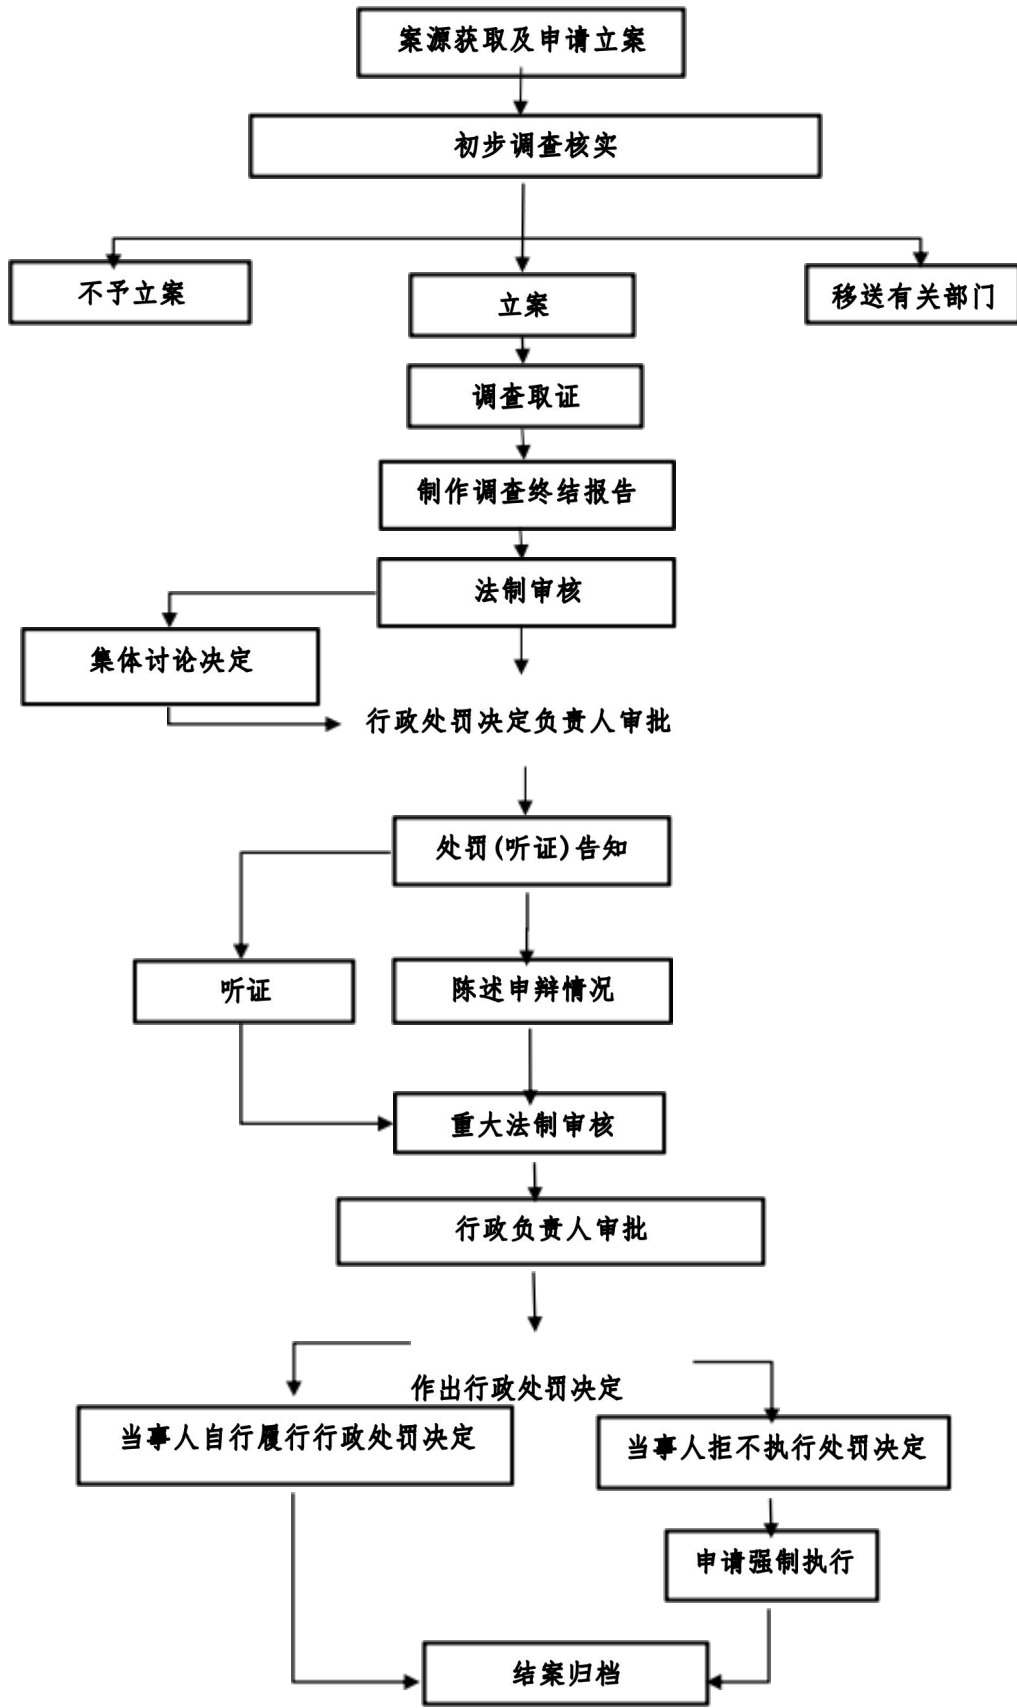 案源获取及申请立案
初步调查核实
不予立案
立案
移送有关部门
调查取证
制作调查终结报告
法制审核
集体讨论决定
行政处罚决定负责人审批
处罚(听证)告知
听证
陈述申辩情况
重大法制审核
行政负责人审批
作出行政处罚决定
当事人自行履行行政处罚决定
当事人拒不执行处罚决定
申请强制执行
结案归档